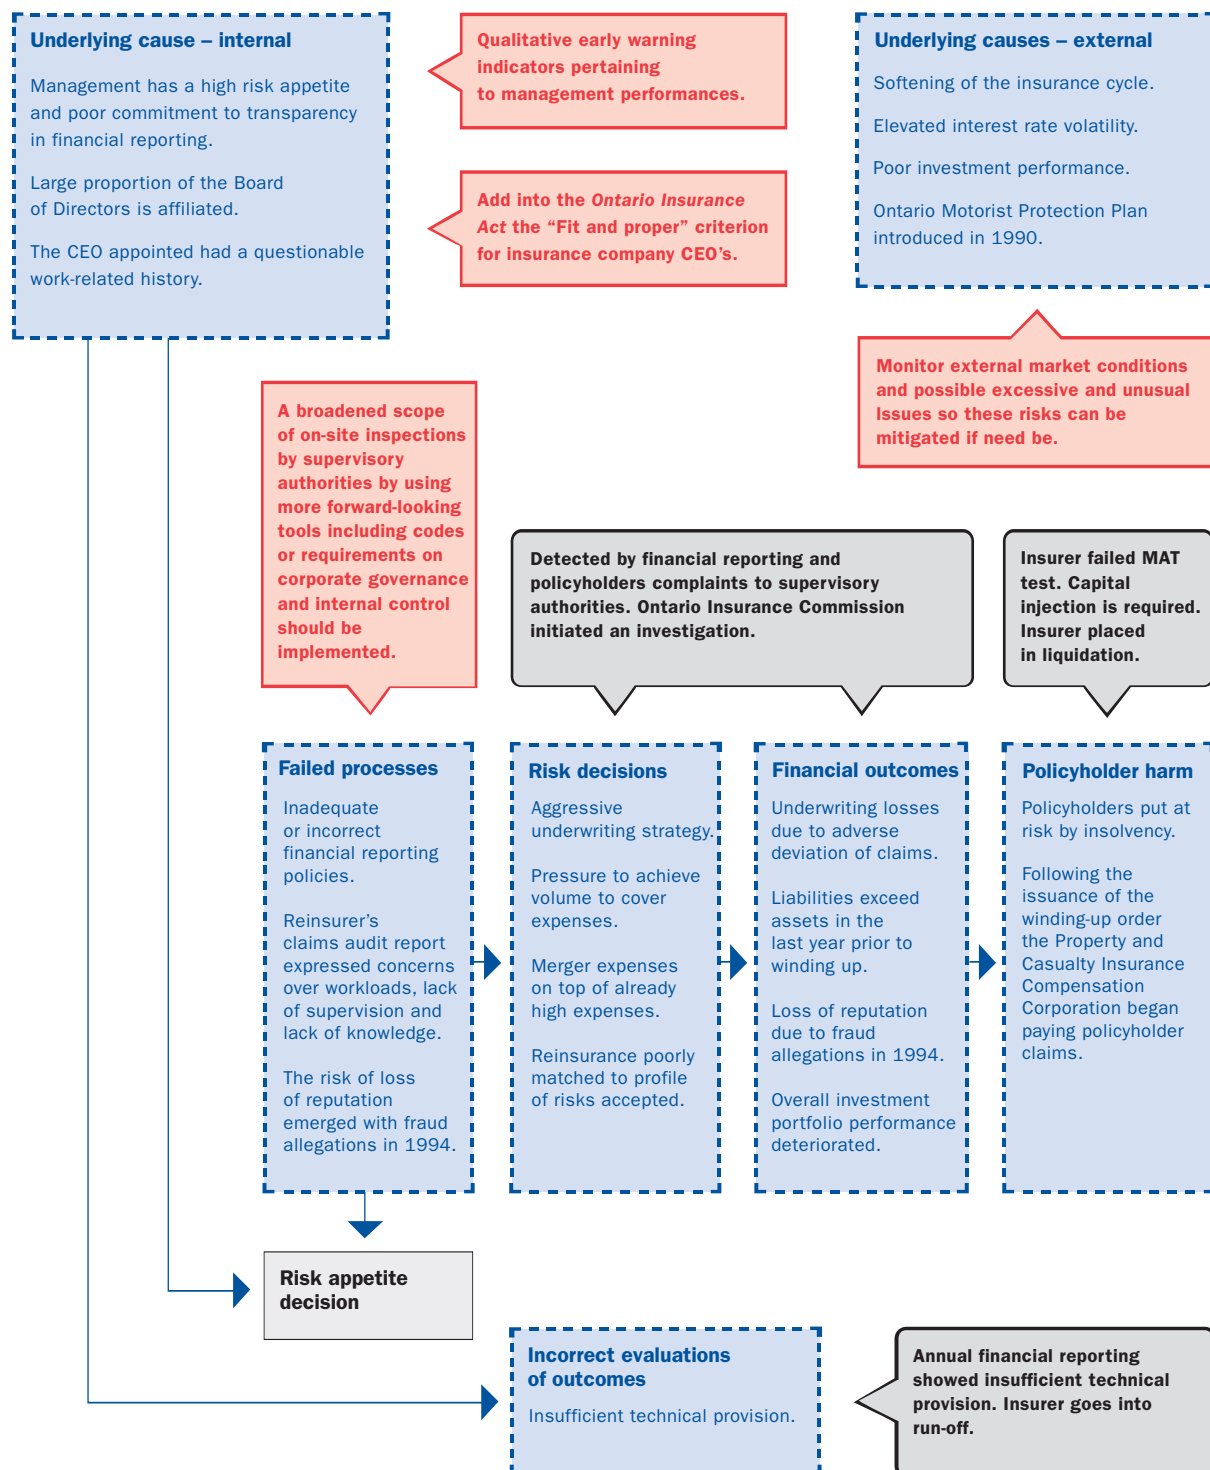 Underlying cause – internal
Management has a high risk appetite
and poor commitment to transparency
in financial reporting.
Large proportion of the Board
of Directors is affiliated.
The CEO appointed had a questionable
work-related history.
Qualitative early warning
indicators pertaining
to management performances.
Add into the Ontario Insurance
Act the “Fit and proper” criterion
for insurance company CEO’s.
Underlying causes – external
Softening of the insurance cycle.
Elevated interest rate volatility.
Poor investment performance.
Ontario Motorist Protection Plan
introduced in 1990.
Monitor external market conditions
and possible excessive and unusual
Issues so these risks can be
mitigated if need be.
A broadened scope
of on-site inspections
by supervisory
authorities by using
more forward-looking
tools including codes
or requirements on
corporate governance
and internal control
should be
implemented.
Detected by financial reporting and
policyholders complaints to supervisory
authorities. Ontario Insurance Commission
initiated an investigation.
Insurer failed MAT
test. Capital
injection is required.
Insurer placed
in liquidation.
Failed processes
Inadequate
or incorrect
financial reporting
policies.
Reinsurer’s
claims audit report
expressed concerns
over workloads, lack
of supervision and
lack of knowledge.
The risk of loss
of reputation
emerged with fraud
allegations in 1994.
Risk decisions
Aggressive
underwriting strategy.
Pressure to achieve
volume to cover
expenses.
Merger expenses
on top of already
high expenses.
Reinsurance poorly
matched to profile
of risks accepted.
Financial outcomes
Underwriting losses
due to adverse
deviation of claims.
Liabilities exceed
assets in the
last year prior to
winding up.
Loss of reputation
due to fraud
allegations in 1994.
Overall investment
portfolio performance
deteriorated.
Policyholder harm
Policyholders put at
risk by insolvency.
Following the
issuance of the
winding-up order
the Property and
Casualty Insurance
Compensation
Corporation began
paying policyholder
claims.
Risk appetite
decision
Incorrect evaluations
of outcomes
Insufficient technical provision.
Annual financial reporting
showed insufficient technical
provision. Insurer goes into
run-off.